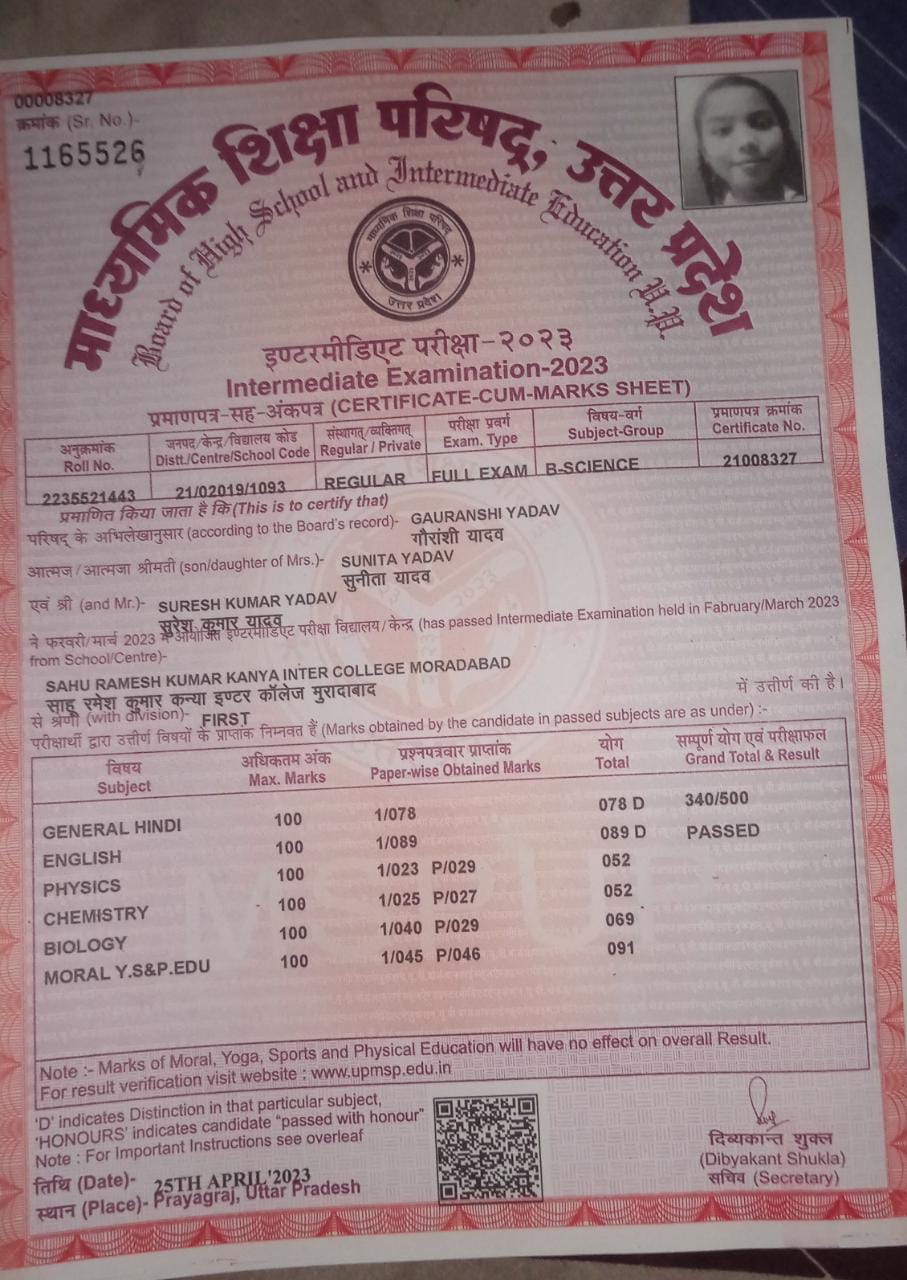 00008327
क्रमांक (Sr. No.)-
1165526
माध्यमिक शिक्षा परिषद्, उत्तर प्रदेश
Board of High School and Intermediate Education U.P.
माध्यमिक शिक्षा परिषद
उत्तर प्रदेश
इण्टरमीडिएट परीक्षा-२०२३
Intermediate Examination-2023
प्रमाणपत्र-सह-अंकपत्र (CERTIFICATE-CUM-MARKS SHEET)
अनुक्रमांक जनपद/केन्द्र/विद्यालय कोड संस्थागत्/व्यक्तिगत् परीक्षा प्रवर्ग विषय-वर्ग प्रमाणपत्र क्रमांक
Roll No. Distt./Centre/School Code Regular / Private Exam. Type Subject-Group Certificate No.
2235521443 21/02019/1093 REGULAR FULL EXAM B-SCIENCE 21008327
प्रमाणित किया जाता है कि (This is to certify that)
परिषद् के अभिलेखानुसार (according to the Board's record)- GAURANSHI YADAV
गौरांशी यादव
आत्मज/आत्मजा श्रीमती (son/daughter of Mrs.)- SUNITA YADAV
सुनीता यादव
एवं श्री (and Mr.)- SURESH KUMAR YADAV
सुरेश कुमार यादव
ने फरवरी/मार्च 2023 में आयोजित इण्टरमीडिएट परीक्षा विद्यालय/केन्द्र (has passed Intermediate Examination held in Fabruary/March 2023
from School/Centre)-
SAHU RAMESH KUMAR KANYA INTER COLLEGE MORADABAD
साहू रमेश कुमार कन्या इण्टर कॉलेज मुरादाबाद में उत्तीर्ण की है।
से श्रेणी (with division)- FIRST
परीक्षार्थी द्वारा उत्तीर्ण विषयों के प्राप्तांक निम्नवत हैं (Marks obtained by the candidate in passed subjects are as under) :-
विषय अधिकतम अंक प्रश्नपत्रवार प्राप्तांक योग सम्पूर्ण योग एवं परीक्षाफल
Subject Max. Marks Paper-wise Obtained Marks Total Grand Total & Result
GENERAL HINDI 100 1/078 078 D 340/500
ENGLISH 100 1/089 089 D PASSED
PHYSICS 100 1/023 P/029 052
CHEMISTRY 100 1/025 P/027 052
BIOLOGY 100 1/040 P/029 069
MORAL Y.S&P.EDU 100 1/045 P/046 091
Note :- Marks of Moral, Yoga, Sports and Physical Education will have no effect on overall Result.
For result verification visit website : www.upmsp.edu.in
'D' indicates Distinction in that particular subject,
'HONOURS' indicates candidate "passed with honour"
Note : For Important Instructions see overleaf
तिथि (Date)- 25TH APRIL'2023
स्थान (Place)- Prayagraj, Uttar Pradesh
दिव्यकान्त शुक्ल
(Dibyakant Shukla)
सचिव (Secretary)